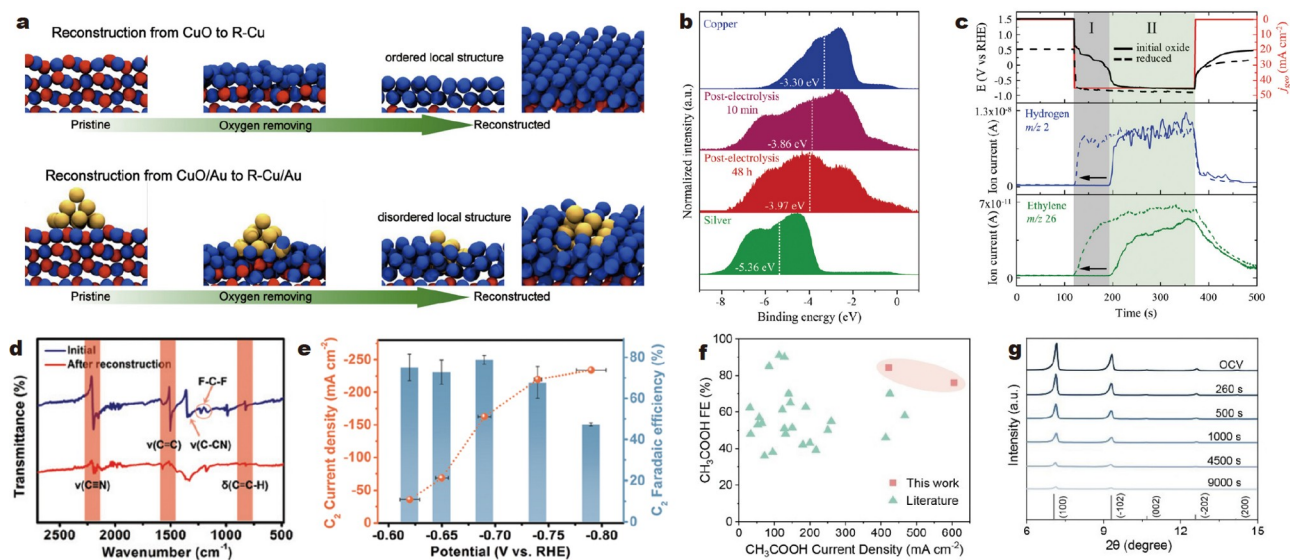 a
Reconstruction from CuO to R-Cu
ordered local structure
Pristine
Oxygen removing
Reconstructed
Reconstruction from CuO/Au to R-Cu/Au
disordered local structure
Pristine
Oxygen removing
Reconstructed
b
Normalized intensity (a.u.)
Copper
-3.30 eV
Post-electrolysis
10 min
-3.86 eV
Post-electrolysis
48 h
-3.97 eV
Silver
-5.36 eV
-8 -6 -4 -2 0
Binding energy (eV)
c
I
II
initial oxide
reduced
E (V vs RHE)
1.5
1.0
0.5
0.0
-0.5
-1.0
0
10
20
30
40
50
J geo (mA cm⁻²)
Hydrogen
m/z 2
Ion current (A)
1.3x10⁻⁸
0
Ethylene
m/z 26
Ion current (A)
7x10⁻¹¹
0
0 100 200 300 400 500
Time (s)
d
Initial
After reconstruction
F-C-F
ν(C=C)
ν(C-CN)
ν(C≡N)
δ(C=C-H)
Transmittance (%)
2500 2000 1500 1000 500
Wavenumber (cm⁻¹)
e
C₂ Current density (mA cm⁻²)
-250
-200
-150
-100
-50
0
C₂ Faradaic efficiency (%)
80
60
40
20
0
-0.60 -0.65 -0.70 -0.75 -0.80
Potential (V vs. RHE)
f
CH₃COOH FE (%)
100
80
60
40
20
0
This work
Literature
0 100 200 300 400 500 600
CH₃COOH Current Density (mA cm⁻²)
g
Intensity (a.u.)
OCV
260 s
500 s
1000 s
4500 s
9000 s
(100)
(-102)
(002)
(-202)
(200)
6 9 12 15
2θ (degree)